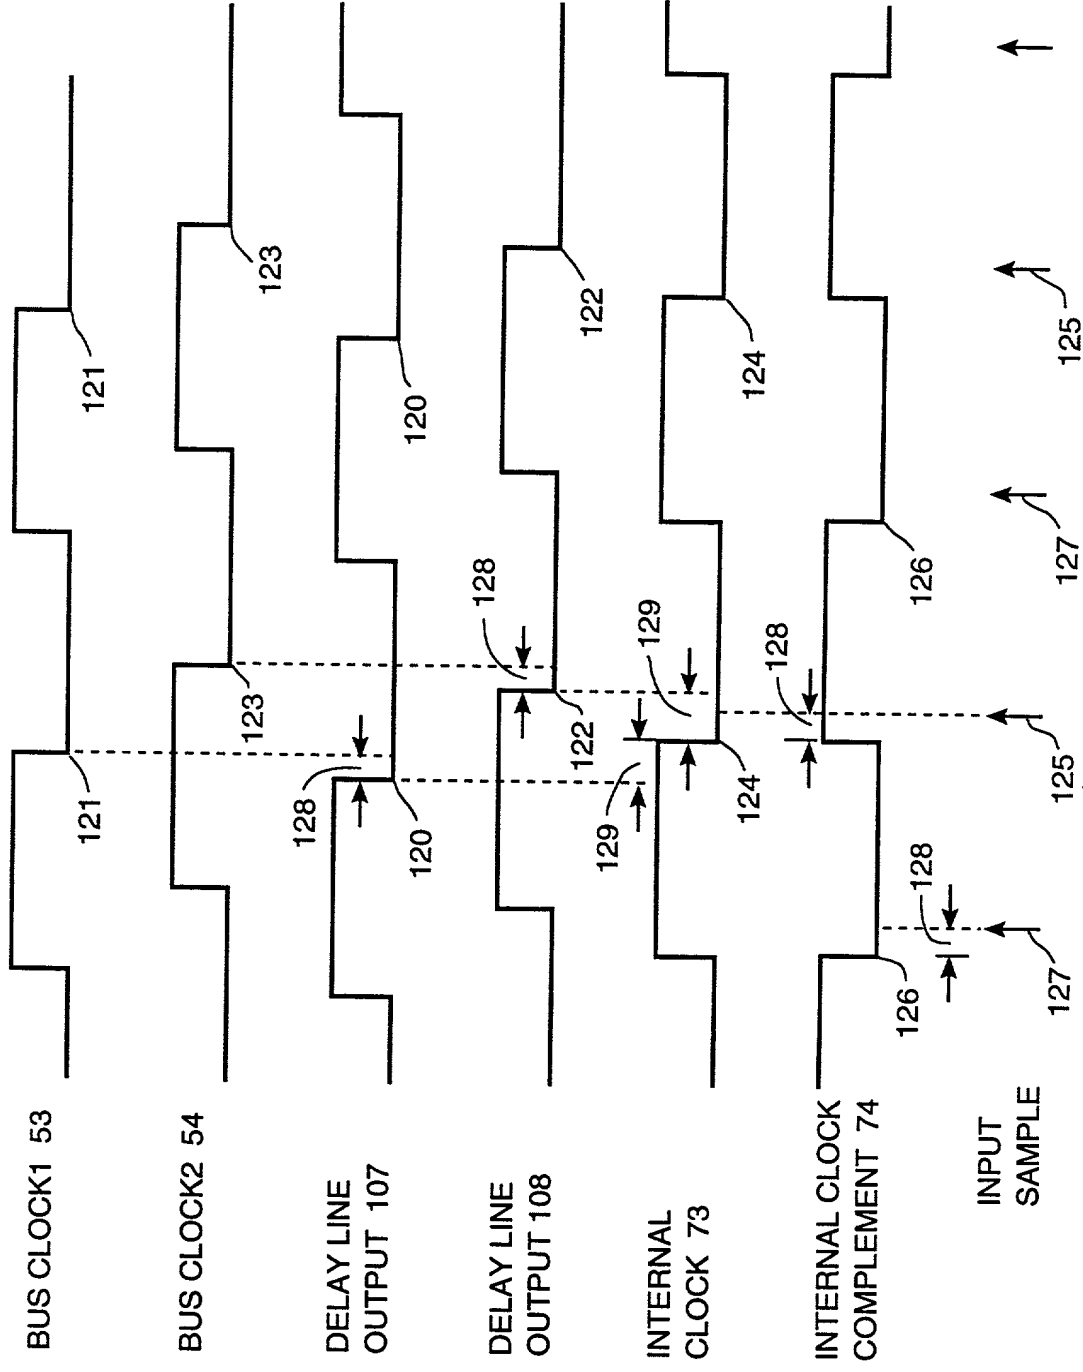 BUS CLOCK1 53
121
121
BUS CLOCK2 54
123
123
DELAY LINE
OUTPUT 107
128
120
120
DELAY LINE
OUTPUT 108
122
128
122
INTERNAL
CLOCK 73
129
124
129
124
INTERNAL CLOCK
COMPLEMENT 74
126
128
128
126
INPUT
SAMPLE
127
125
127
125